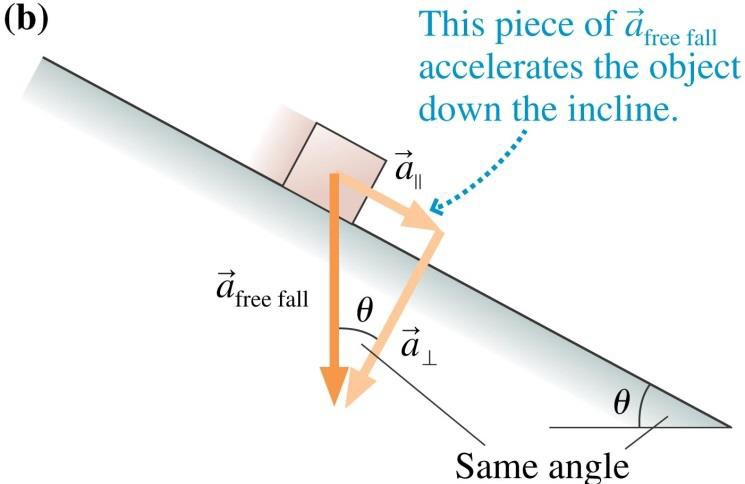 (b)
This piece of a⃗ free fall
accelerates the object
down the incline.
a⃗∥
a⃗free fall
θ
a⃗⊥
θ
Same angle